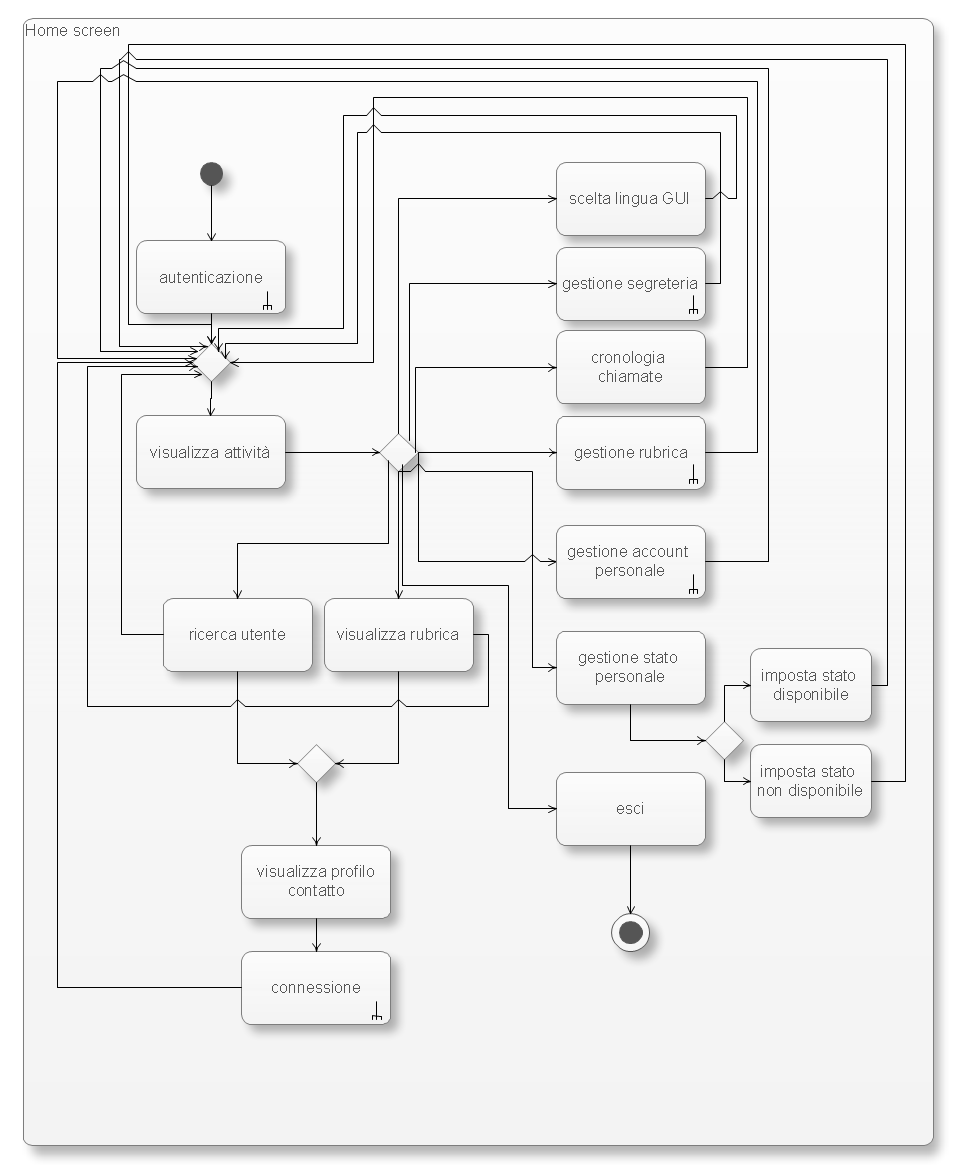 Home screen
scelta lingua GUI
autenticazione
gestione segreteria
cronologia
chiamate
visualizza attività
gestione rubrica
gestione account
personale
ricerca utente
visualizza rubrica
gestione stato
personale
imposta stato
disponibile
imposta stato
non disponibile
esci
visualizza profilo
contatto
connessione